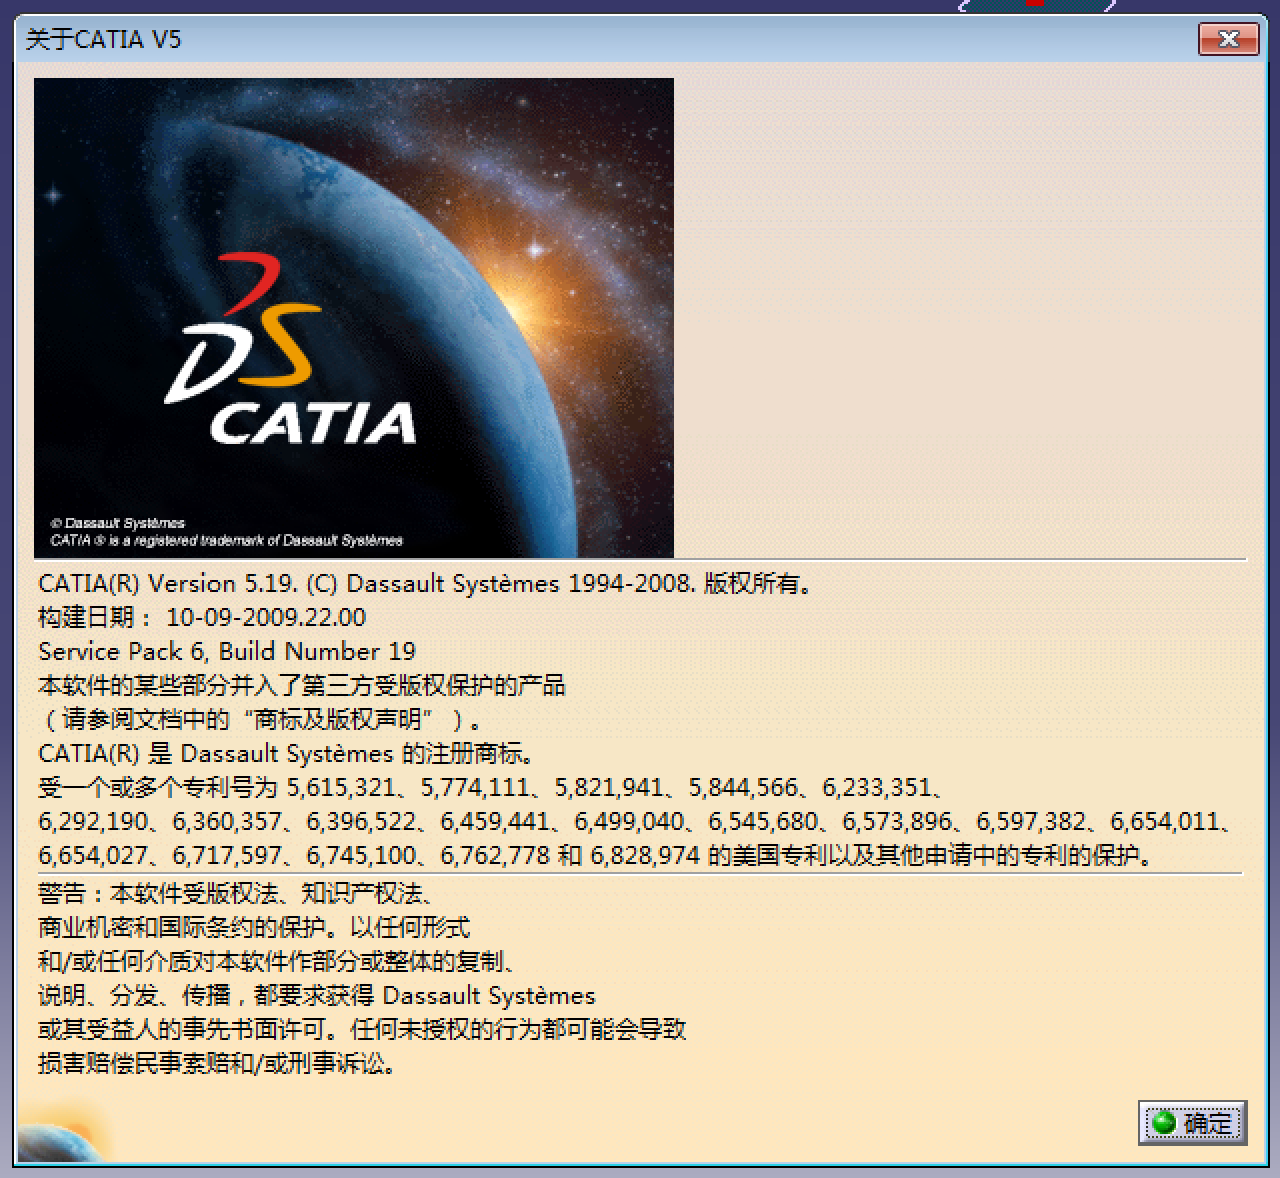 关于CATIA V5
DS
CATIA
© Dassault Systèmes
CATIA ® is a registered trademark of Dassault Systèmes
CATIA(R) Version 5.19. (C) Dassault Systèmes 1994-2008. 版权所有。
构建日期： 10-09-2009.22.00
Service Pack 6, Build Number 19
本软件的某些部分并入了第三方受版权保护的产品
（请参阅文档中的“商标及版权声明” ）。
CATIA(R) 是 Dassault Systèmes 的注册商标。
受一个或多个专利号为 5,615,321、5,774,111、5,821,941、5,844,566、6,233,351、
6,292,190、6,360,357、6,396,522、6,459,441、6,499,040、6,545,680、6,573,896、6,597,382、6,654,011、
6,654,027、6,717,597、6,745,100、6,762,778 和 6,828,974 的美国专利以及其他申请中的专利的保护。
警告：本软件受版权法、知识产权法、
商业机密和国际条约的保护。以任何形式
和/或任何介质对本软件作部分或整体的复制、
说明、分发、传播，都要求获得 Dassault Systèmes
或其受益人的事先书面许可。任何未授权的行为都可能会导致
损害赔偿民事索赔和/或刑事诉讼。
确定